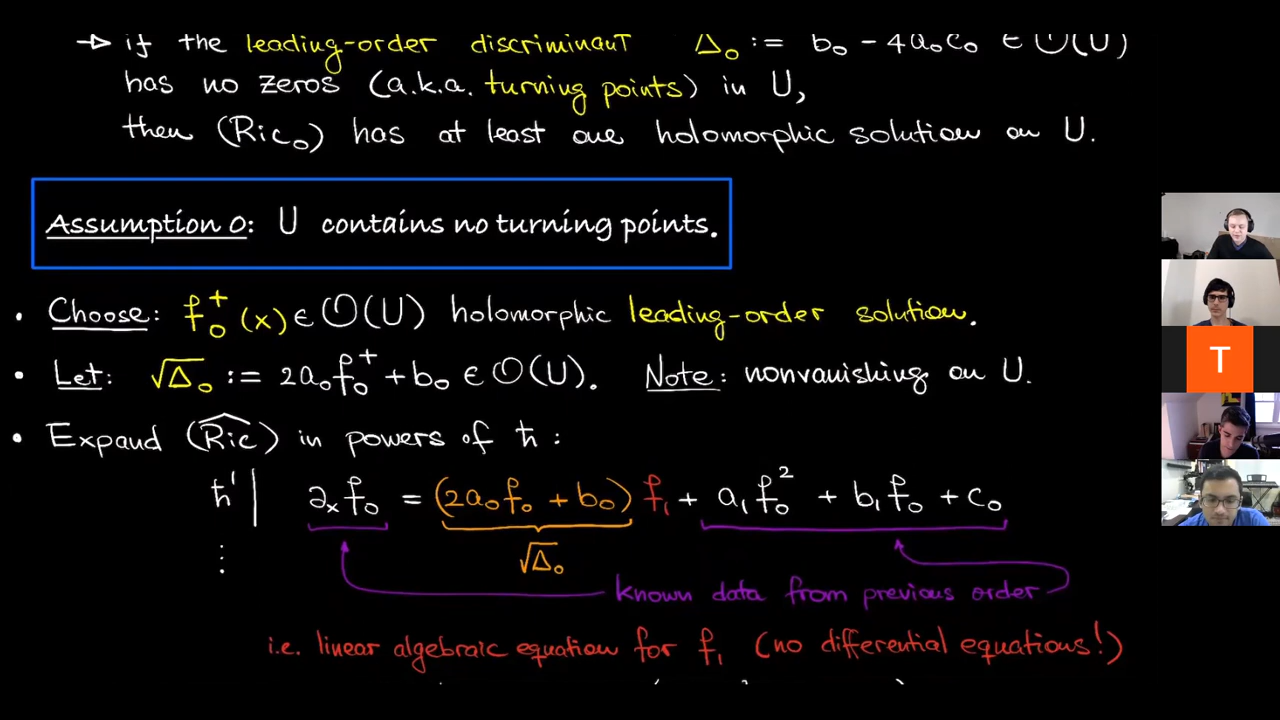 → if the leading-order discriminant Δ₀ := b₀ − 4a₀c₀ ∈ 𝒪(U)
has no zeros (a.k.a. turning points) in U,
then (Ric₀) has at least one holomorphic solution on U.
Assumption 0: U contains no turning points.
• Choose: f₀⁺(x) ∈ 𝒪(U) holomorphic leading-order solution.
• Let: √Δ₀ := 2a₀f₀⁺ + b₀ ∈ 𝒪(U). Note: nonvanishing on U.
• Expand (R̂ic) in powers of ħ :
ħ¹ | ∂ₓf₀ = (2a₀f₀ + b₀) f₁ + a₁f₀² + b₁f₀ + c₀
⋮ √Δ₀
known data from previous order
i.e. linear algebraic equation for f₁ (no differential equations!)
T